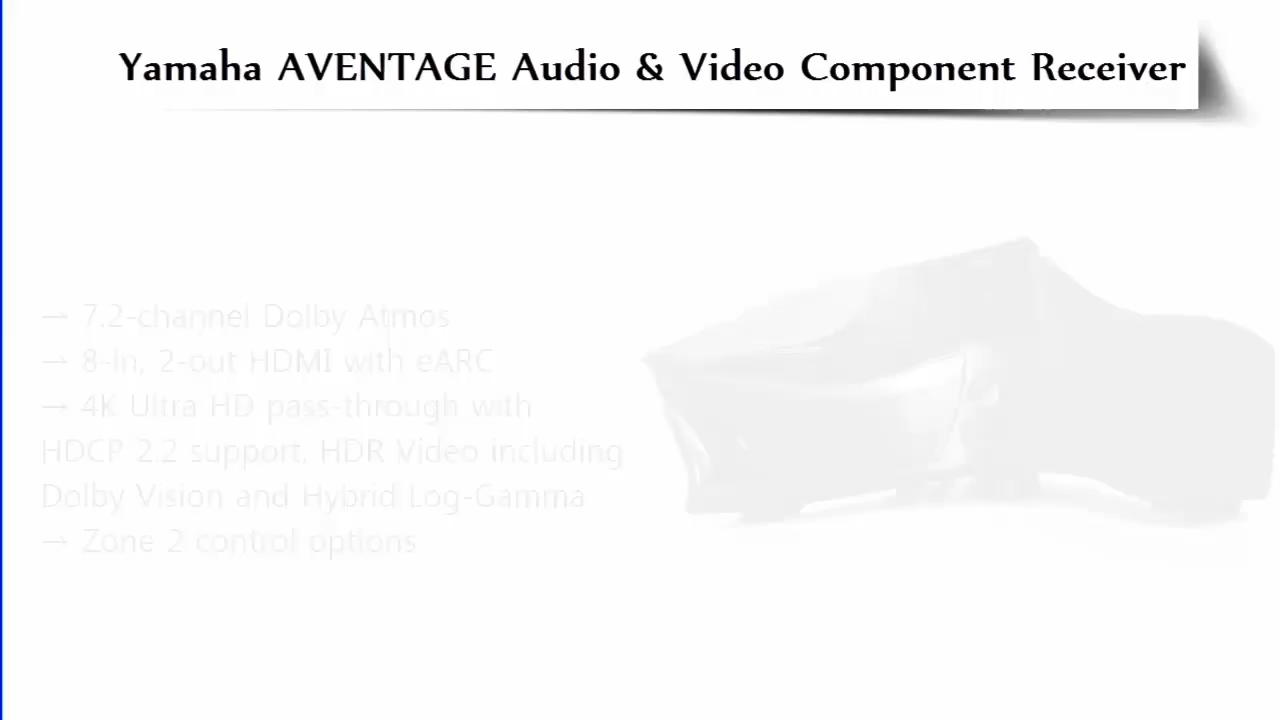 Yamaha AVENTAGE Audio & Video Component Receiver
→ 7.2-channel Dolby Atmos
→ 8-in, 2-out HDMI with eARC
→ 4K Ultra HD pass-through with
HDCP 2.2 support, HDR Video including
Dolby Vision and Hybrid Log-Gamma
→ Zone 2 control options